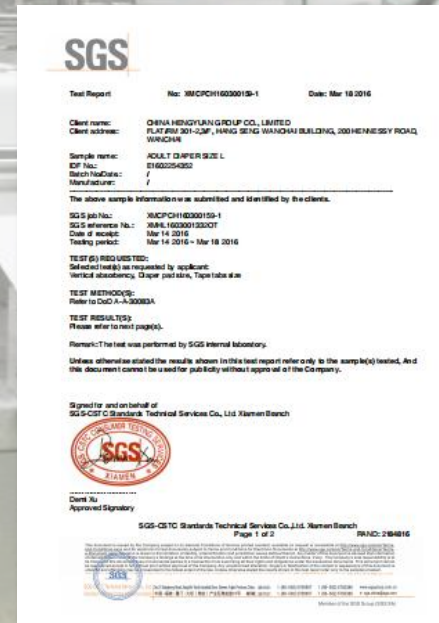 SGS
Test Report No: XMCPCH160300159-1 Date: Mar 18 2016
Client name: CHINA HENGYUAN GROUP CO., LIMITED
Client address: FLAT/RM 301-2,3/F, HANG SENG WANCHAI BUILDING, 200 HENNESSY ROAD,
WANCHAI
Sample name: ADULT DIAPER SIZE L
IDF No.: E1602254352
Batch No/Date.: /
Manufacturer: /
The above sample information was submitted and identified by the clients.
SGS job No.: XMCPCH160300159-1
SGS reference No.: XMHL1603001332OT
Date of receipt: Mar 14 2016
Testing period: Mar 14 2016 ~ Mar 18 2016
TEST(S) REQUESTED:
Selected test(s) as requested by applicant:
Vertical absorbency, Diaper pad size, Tape tabs size
TEST METHOD(S):
Refer to DoD A-A-30083A
TEST RESULT(S):
Please refer to next page(s).
Remark: The test was performed by SGS internal laboratory.
Unless otherwise stated the results shown in this test report refer only to the sample(s) tested, And
this document cannot be used for publicity without approval of the Company.
Signed for and on behalf of
SGS-CSTC Standards Technical Services Co., Ltd. Xiamen Branch
SGS
XIAMEN
Demi Xu
Approved Signatory
SGS-CSTC Standards Technical Services Co.,Ltd. Xiamen Branch
Page 1 of 2 PANO: 2164816
SGS